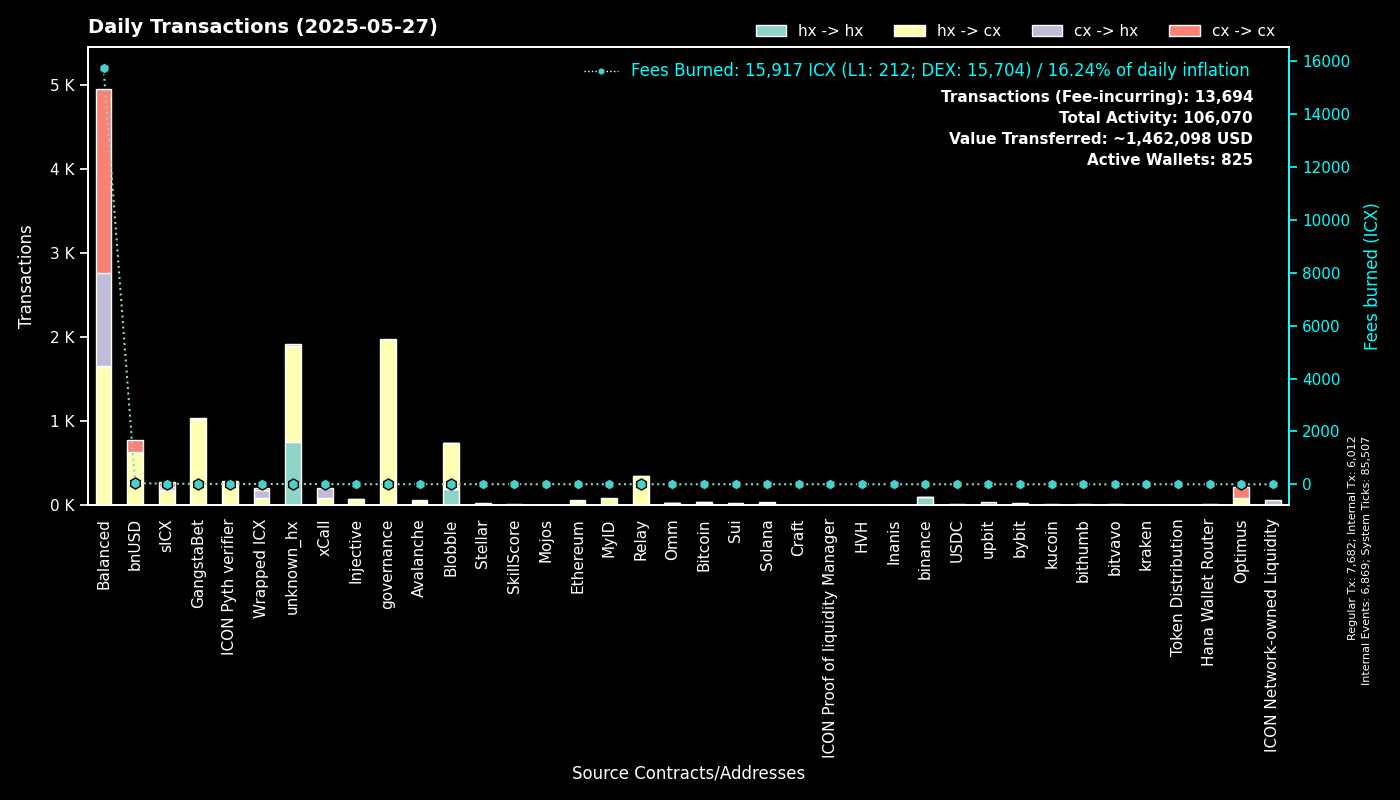 Daily Transactions (2025-05-27)
hx -> hx
hx -> cx
cx -> hx
cx -> cx
Fees Burned: 15,917 ICX (L1: 212; DEX: 15,704) / 16.24% of daily inflation
Transactions (Fee-incurring): 13,694
Total Activity: 106,070
Value Transferred: ~1,462,098 USD
Active Wallets: 825
Transactions
5 K
4 K
3 K
2 K
1 K
0 K
16000
14000
12000
10000
8000
6000
4000
2000
0
Fees burned (ICX)
Balanced
bnUSD
sICX
GangstaBet
ICON Pyth verifier
Wrapped ICX
unknown_hx
xCall
Injective
governance
Avalanche
Blobble
Stellar
SkillScore
Mojos
Ethereum
MyID
Relay
Omm
Bitcoin
Sui
Solana
Craft
ICON Proof of liquidity Manager
HVH
Inanis
binance
USDC
upbit
bybit
kucoin
bithumb
bitvavo
kraken
Token Distribution
Hana Wallet Router
Optimus
ICON Network-owned Liquidity
Source Contracts/Addresses
Regular Tx: 7,682; Internal Tx: 6,012
Internal Events: 6,869; System Ticks: 85,507